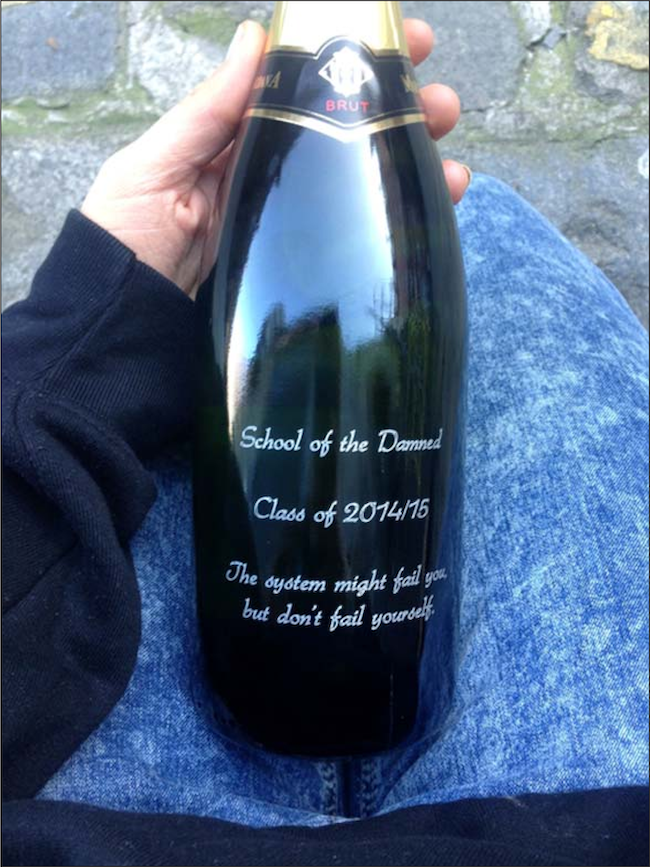 BRUT
School of the Damned
Class of 2014/15
The system might fail you,
but don't fail yourself.